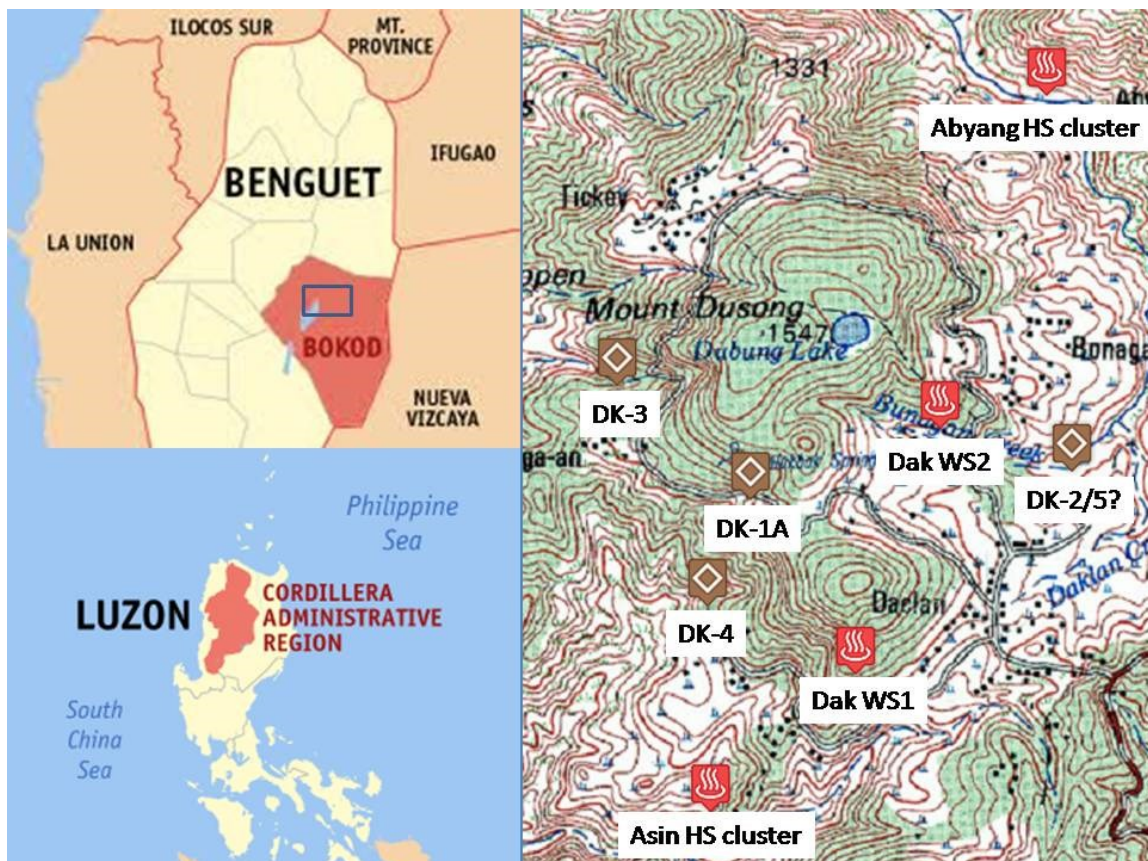 ILOCOS SUR
MT.
PROVINCE
BENGUET
IFUGAO
LA UNION
BOKOD
NUEVA
VIZCAYA
Philippine
Sea
LUZON
CORDILLERA
ADMINISTRATIVE
REGION
South
China
Sea
1331
Abyang HS cluster
Tickey
Mount Dusong
1547
Dabung Lake
Bonaga
DK-3
Dak WS2
DK-2/5?
DK-1A
Daclan
Daklan
DK-4
Dak WS1
Asin HS cluster